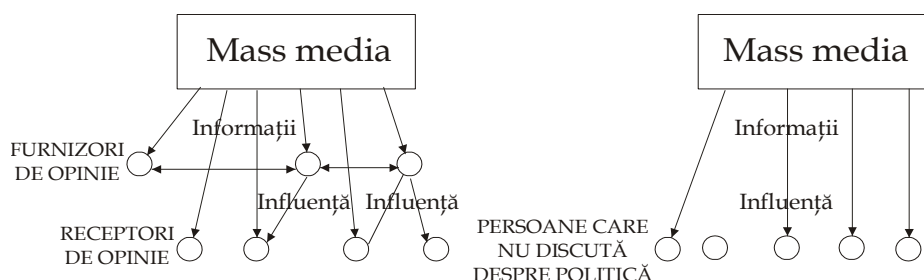 Mass media
Informații
FURNIZORI
DE OPINIE
Influență Influență
RECEPTORI
DE OPINIE
Mass media
Informații
Influență
PERSOANE CARE
NU DISCUTĂ
DESPRE POLITICĂ